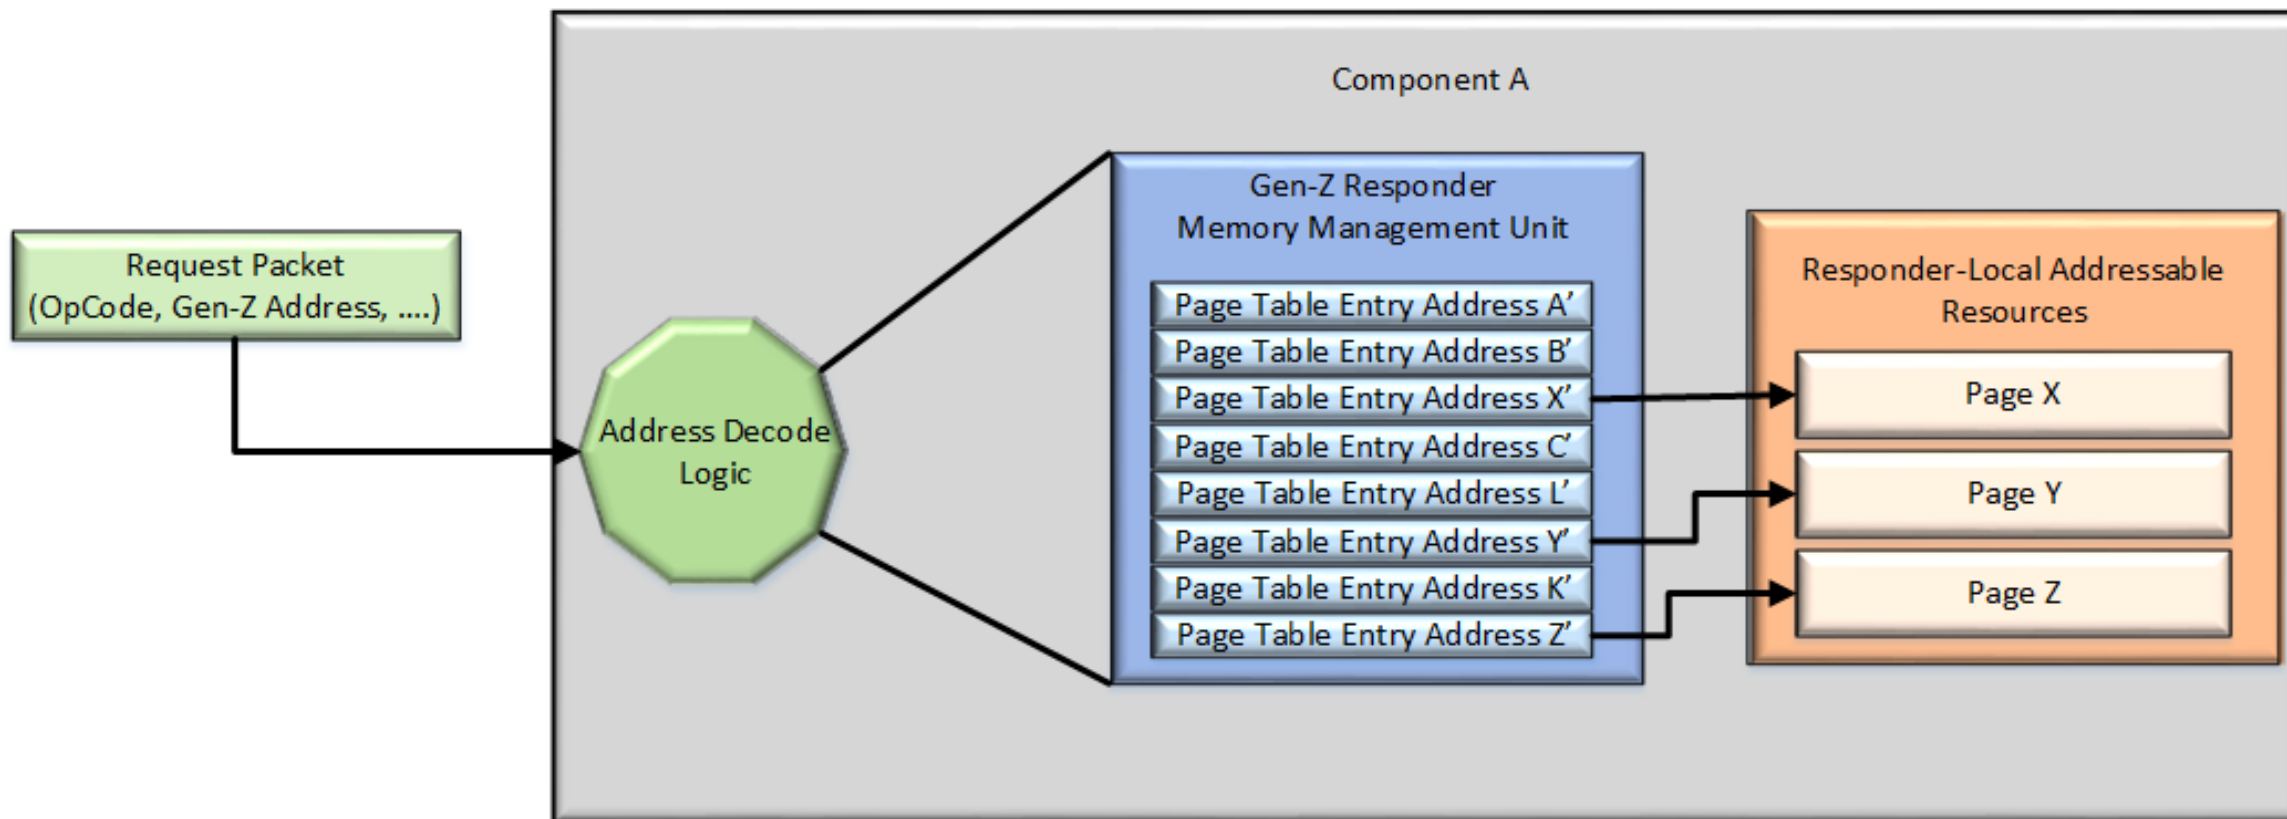 Component A
Request Packet
(OpCode, Gen-Z Address, ....)
Address Decode
Logic
Gen-Z Responder
Memory Management Unit
Page Table Entry Address A’
Page Table Entry Address B’
Page Table Entry Address X’
Page Table Entry Address C’
Page Table Entry Address L’
Page Table Entry Address Y’
Page Table Entry Address K’
Page Table Entry Address Z’
Responder-Local Addressable
Resources
Page X
Page Y
Page Z